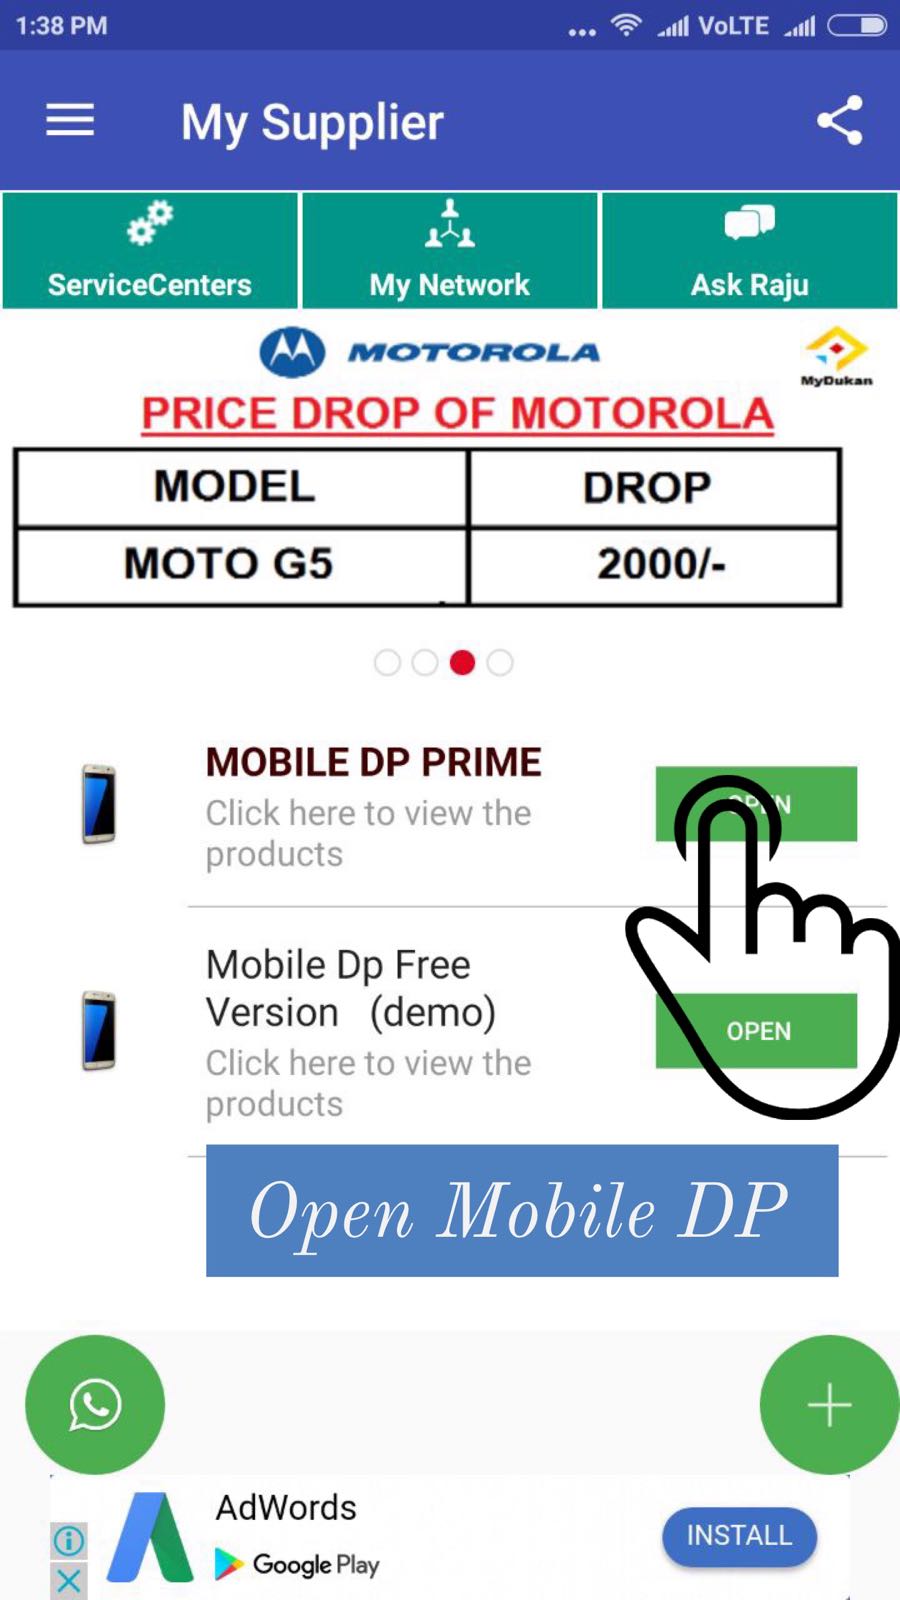 1:38 PM
... VoLTE
My Supplier
ServiceCenters
My Network
Ask Raju
MOTOROLA
MyDukan
PRICE DROP OF MOTOROLA
MODEL DROP
MOTO G5 2000/-
MOBILE DP PRIME
Click here to view the
products
OPEN
Mobile Dp Free
Version (demo)
Click here to view the
products
OPEN
Open Mobile DP
AdWords
Google Play
INSTALL